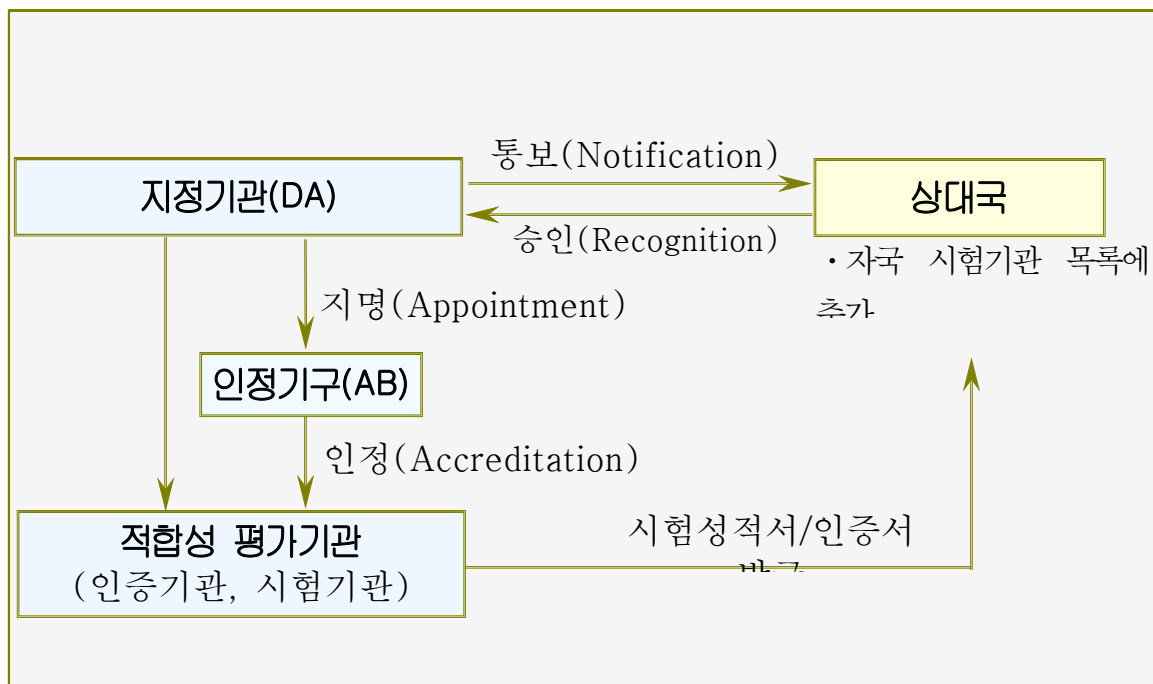 통보(Notification)
지정기관(DA)
상대국
승인(Recognition)
・자국 시험기관 목록에
추가
지명(Appointment)
인정기구(AB)
인정(Accreditation)
적합성 평가기관
(인증기관, 시험기관)
시험성적서/인증서